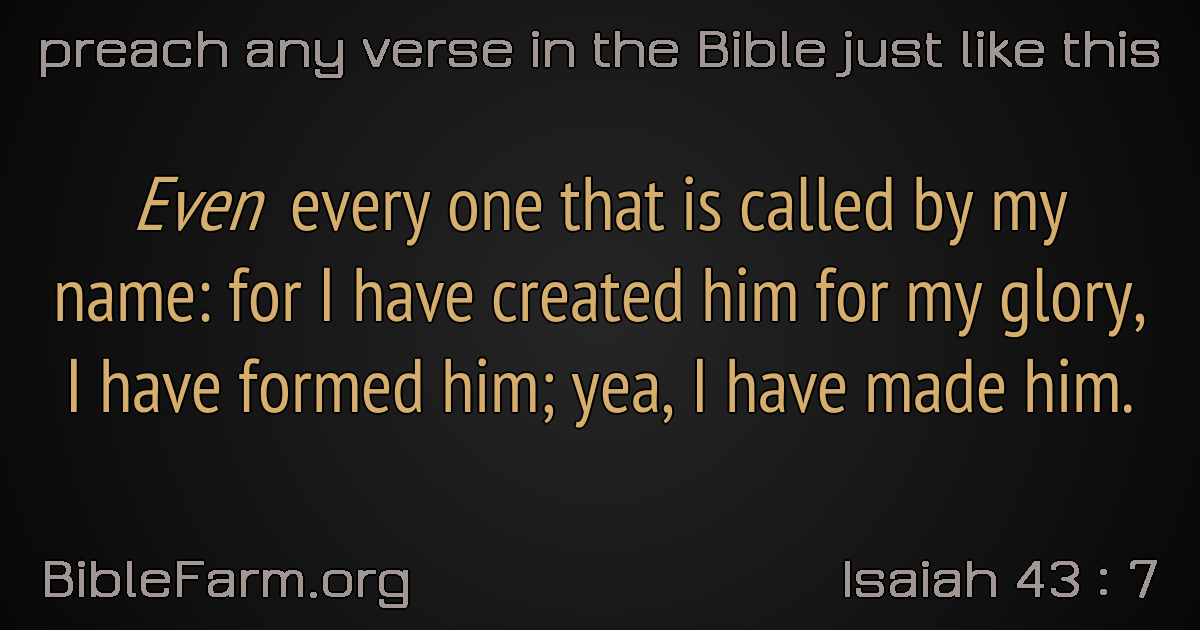 preach any verse in the Bible just like this
Even every one that is called by my
name: for I have created him for my glory,
I have formed him; yea, I have made him.
BibleFarm.org
Isaiah 43 : 7